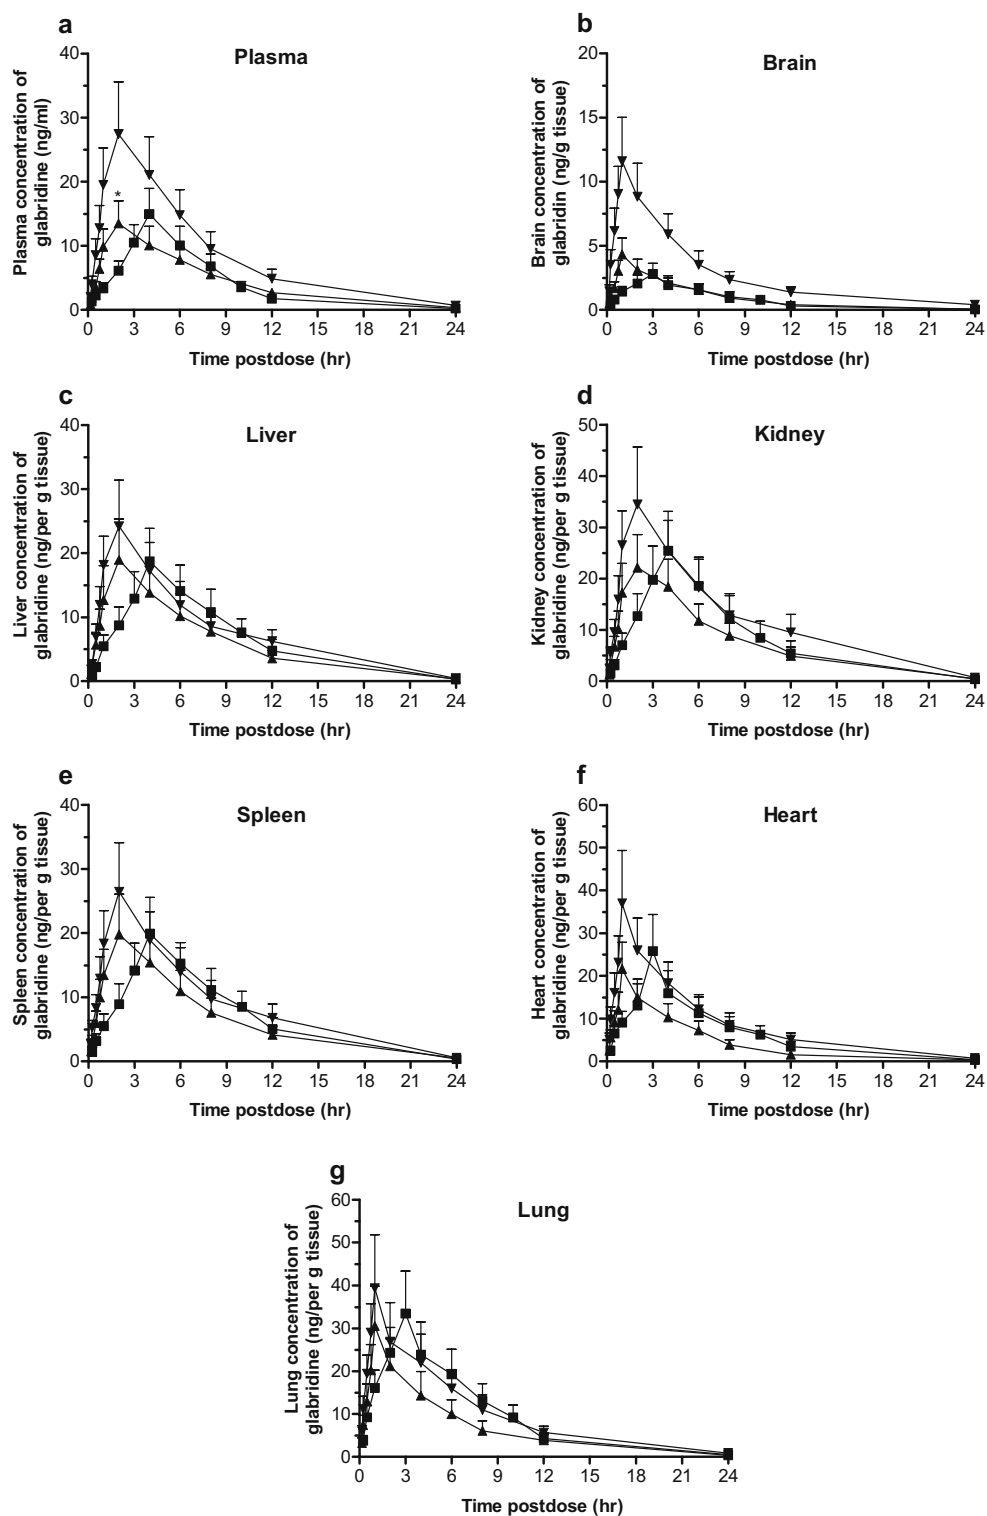 a
Plasma
Plasma concentration of
glabridine (ng/ml)
40
30
20
10
0
*
0 3 6 9 12 15 18 21 24
Time postdose (hr)
b
Brain
Brain concentration of
glabridin (ng/g tissue)
20
15
10
5
0
0 3 6 9 12 15 18 21 24
Time postdose (hr)
c
Liver
Liver concentration of
glabridine (ng/per g tissue)
40
30
20
10
0
0 3 6 9 12 15 18 21 24
Time postdose (hr)
d
Kidney
Kidney concentration of
glabridine (ng/per g tissue)
50
40
30
20
10
0
0 3 6 9 12 15 18 21 24
Time postdose (hr)
e
Spleen
Spleen concentration of
glabridine (ng/per g tissue)
40
30
20
10
0
0 3 6 9 12 15 18 21 24
Time postdose (hr)
f
Heart
Heart concentration of
glabridine (ng/per g tissue)
60
50
40
30
20
10
0
0 3 6 9 12 15 18 21 24
Time postdose (hr)
g
Lung
Lung concentration of
glabridine (ng/per g tissue)
60
50
40
30
20
10
0
0 3 6 9 12 15 18 21 24
Time postdose (hr)